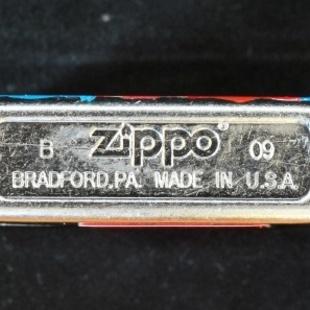 B zippo® 09
BRADFORD,PA. MADE IN U.S.A